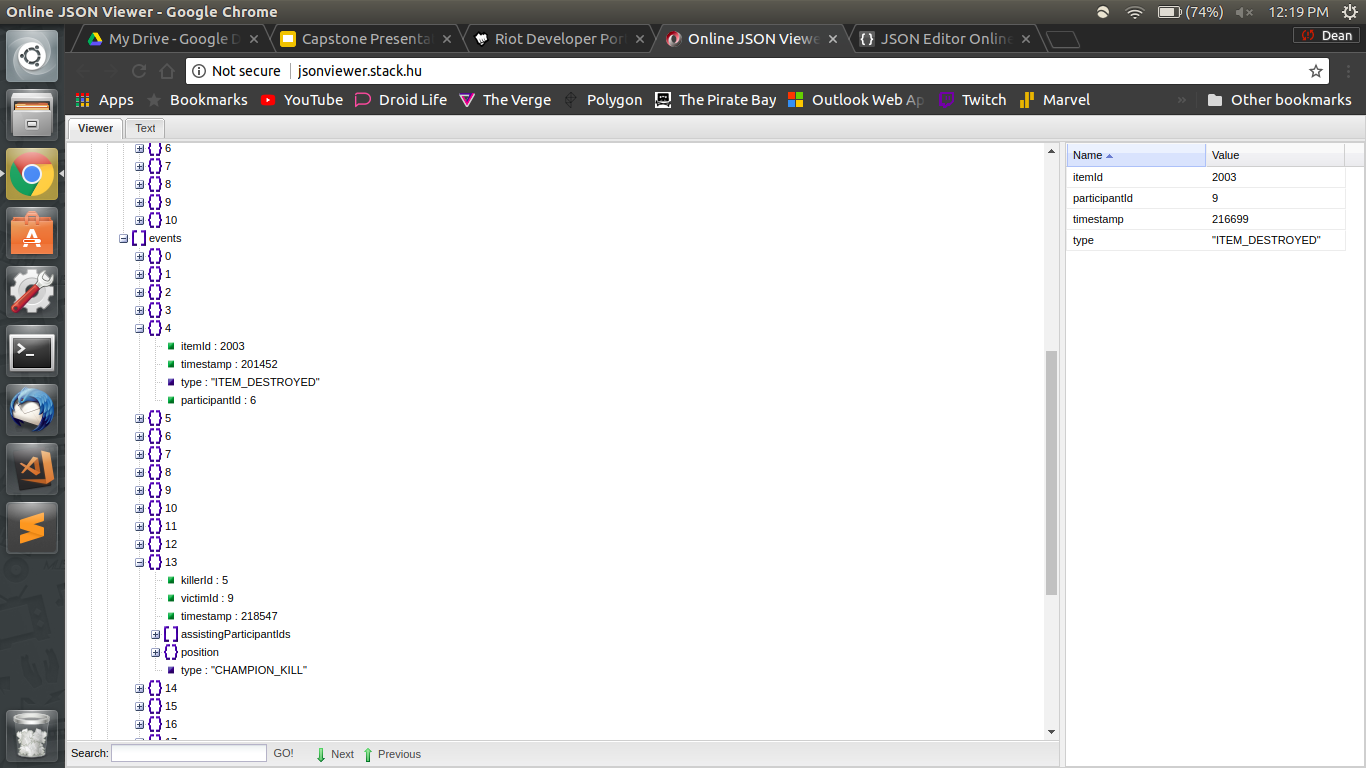 Online JSON Viewer - Google Chrome
(74%)
12:19 PM
My Drive - Google D
Capstone Presenta
Riot Developer Por
Online JSON Viewe
JSON Editor Online
Dean
Not secure
jsonviewer.stack.hu
Apps
Bookmarks
YouTube
Droid Life
The Verge
Polygon
The Pirate Bay
Outlook Web Ap
Twitch
Marvel
»
Other bookmarks
Viewer
Text
6
7
8
9
10
events
0
1
2
3
4
itemId : 2003
timestamp : 201452
type : "ITEM_DESTROYED"
participantId : 6
5
6
7
8
9
10
11
12
13
killerId : 5
victimId : 9
timestamp : 218547
assistingParticipantIds
position
type : "CHAMPION_KILL"
14
15
16
17
Name Value
itemId 2003
participantId 9
timestamp 216699
type "ITEM_DESTROYED"
Search:
GO!
Next
Previous